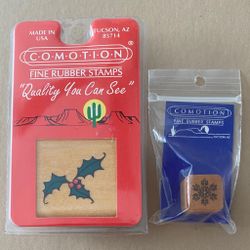 MADE IN
USA
TUCSON, AZ
85714
COMOTION®
FINE RUBBER STAMPS
"Quality You Can See"
COMOTION
FINE RUBBER STAMPS